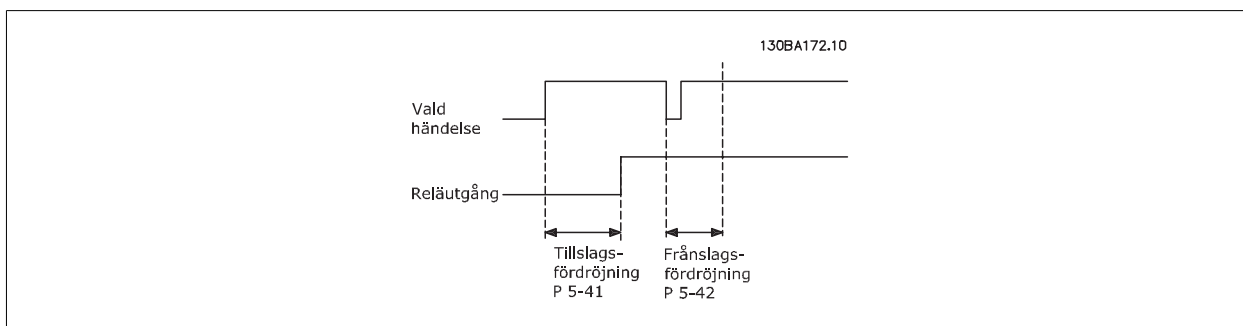 130BA172.10
Vald
händelse
Reläutgång
Tillslags-
fördröjning
P 5-41
Frånslags-
fördröjning
P 5-42